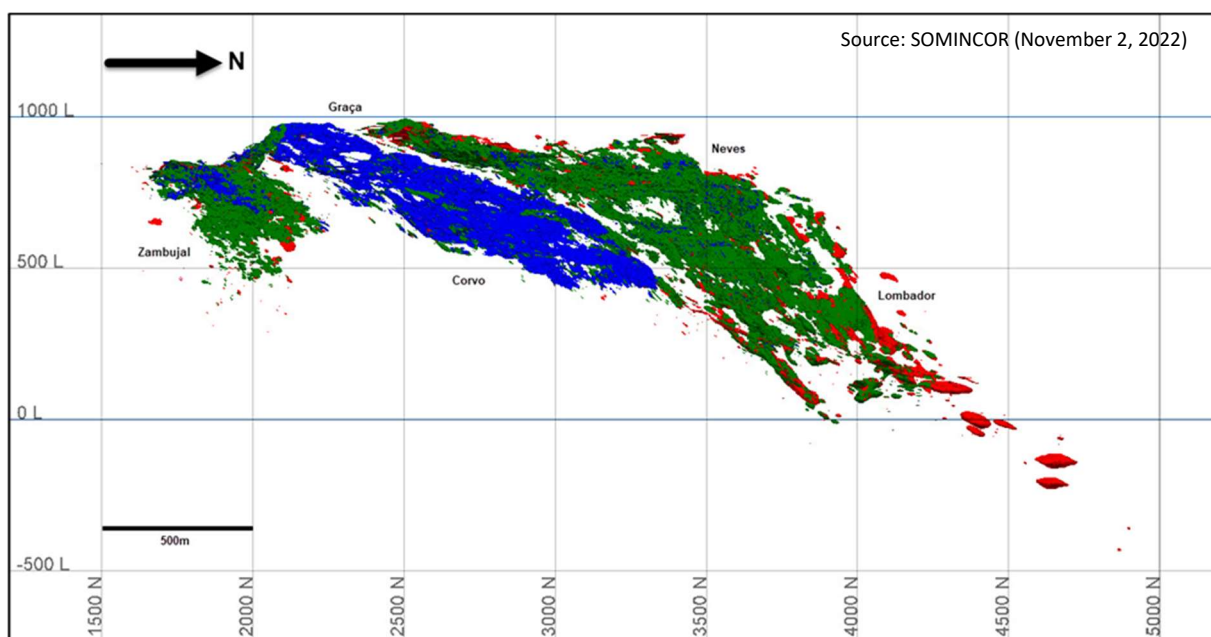 Source: SOMINCOR (November 2, 2022)
N
Graça
1000 L
Neves
Zambujal
500 L
Corvo
Lombador
0 L
500m
-500 L
1500 N
2000 N
2500 N
3000 N
3500 N
4000 N
4500 N
5000 N